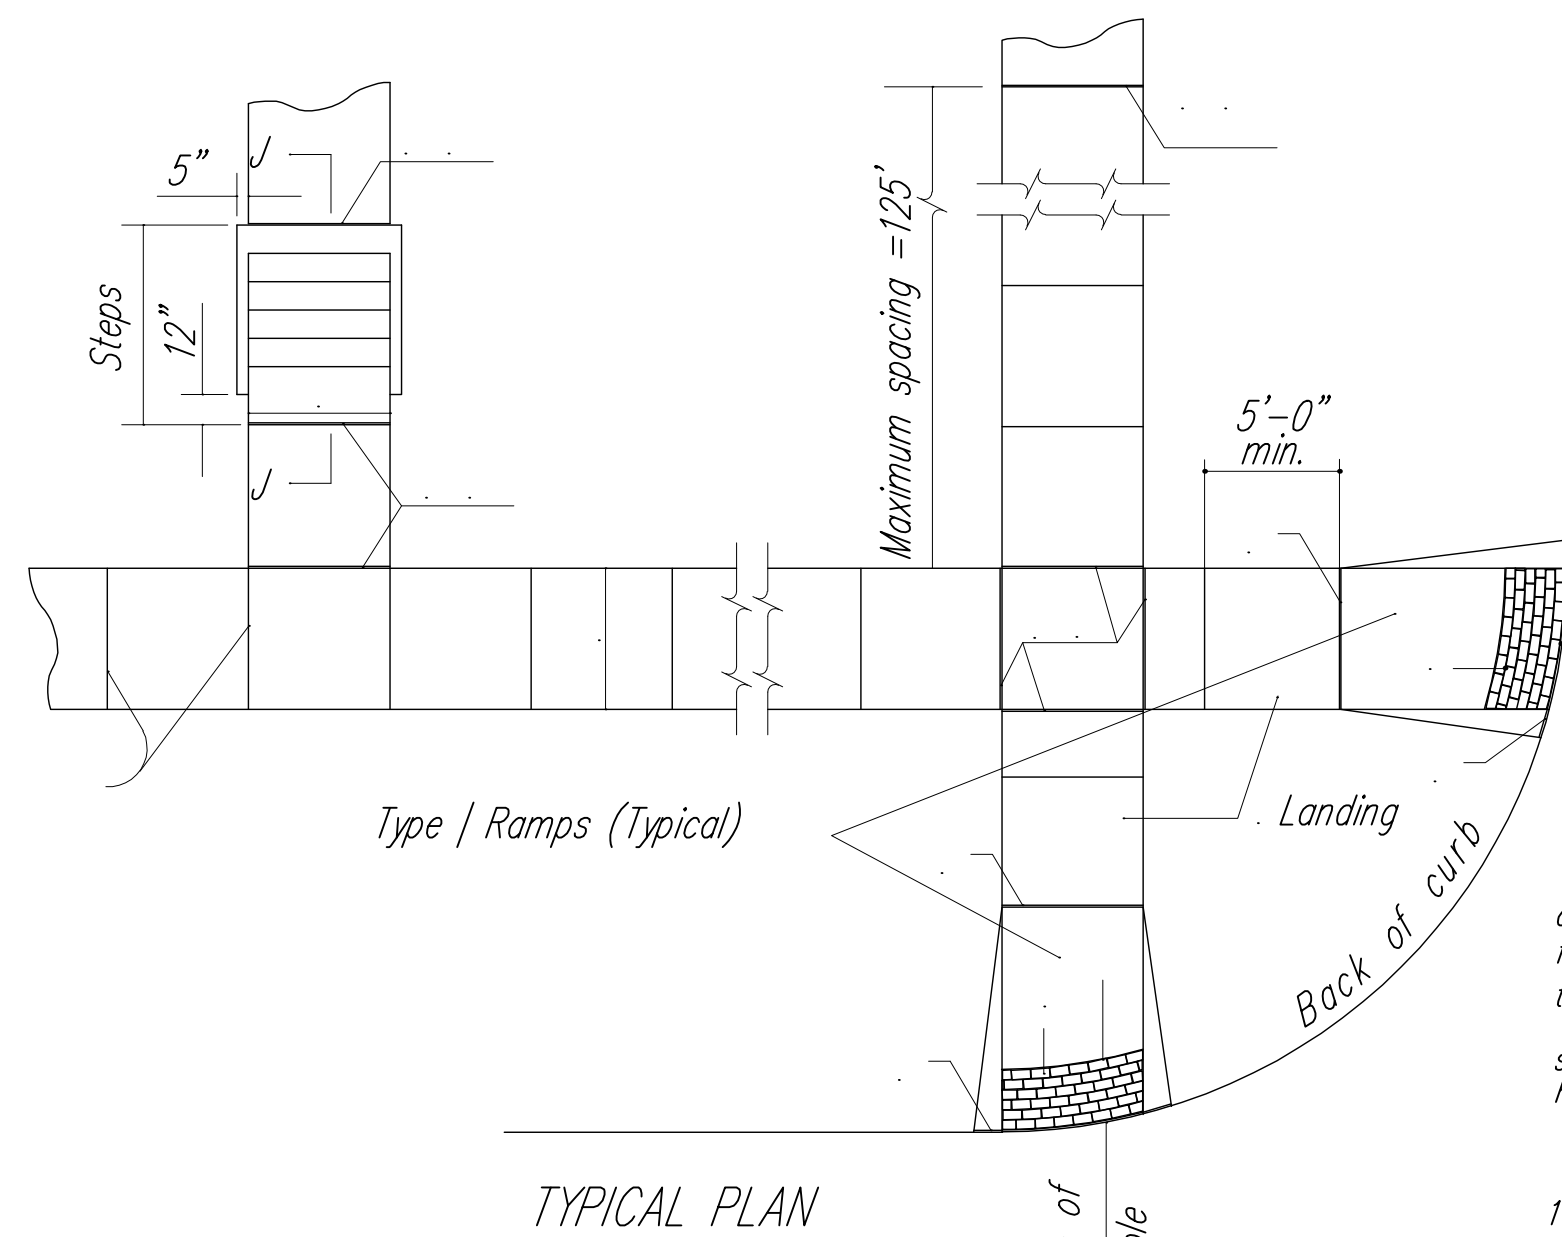 5”
J
Steps
12”
J
Maximum spacing =125'
5'-0”
min.
Type / Ramps (Typical)
Landing
Back of curb
TYPICAL PLAN
of